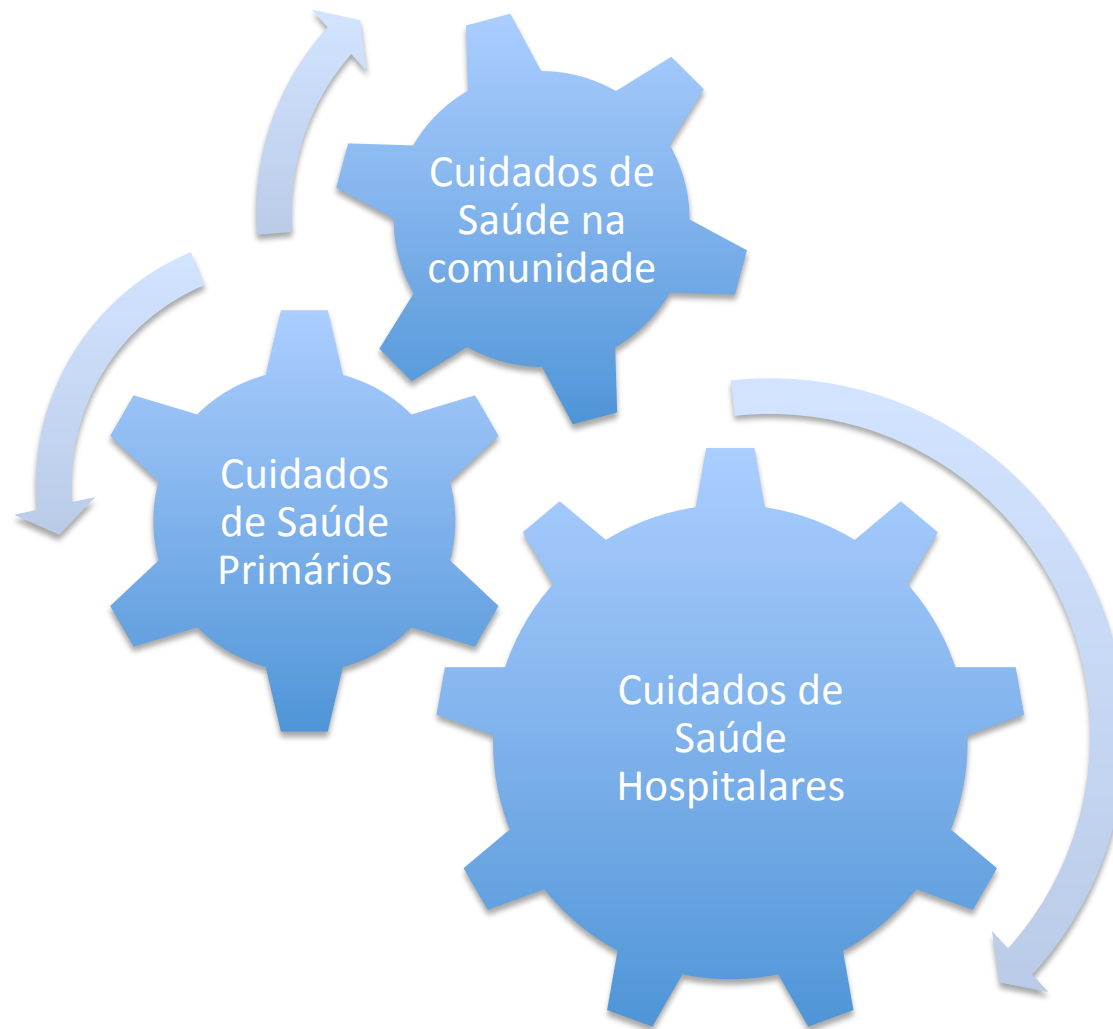 Cuidados de
Saúde na
comunidade
Cuidados
de Saúde
Primários
Cuidados de
Saúde
Hospitalares